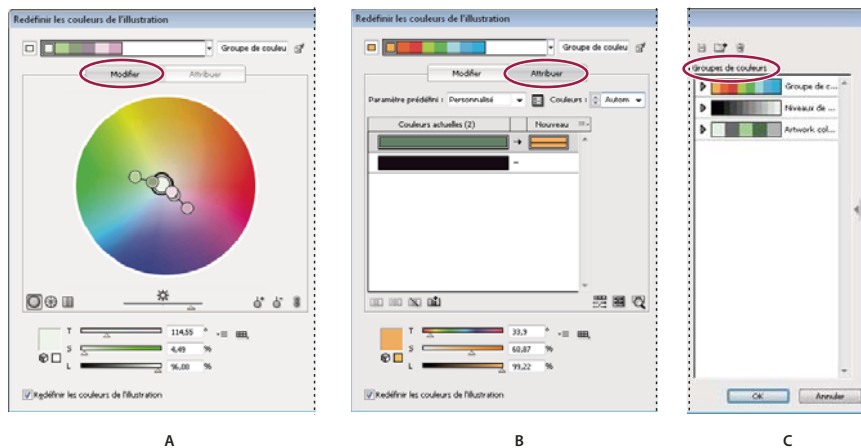 Redéfinir les couleurs de l'illustration
Groupe de couleu
Modifier
Attribuer
T 114,55 °
S 4,49 %
L 96,08 %
Redéfinir les couleurs de l'illustration
A
Redéfinir les couleurs de l'illustration
Groupe de couleu
Modifier
Attribuer
Paramètre prédéfini : Personnalisé
Couleurs : Autom
Couleurs actuelles (2)
Nouveau
T 33,9 °
S 60,87 %
L 99,22 %
Redéfinir les couleurs de l'illustration
B
Groupes de couleurs
Groupe de c...
Niveaux de ...
Artwork col...
OK
Annuler
C